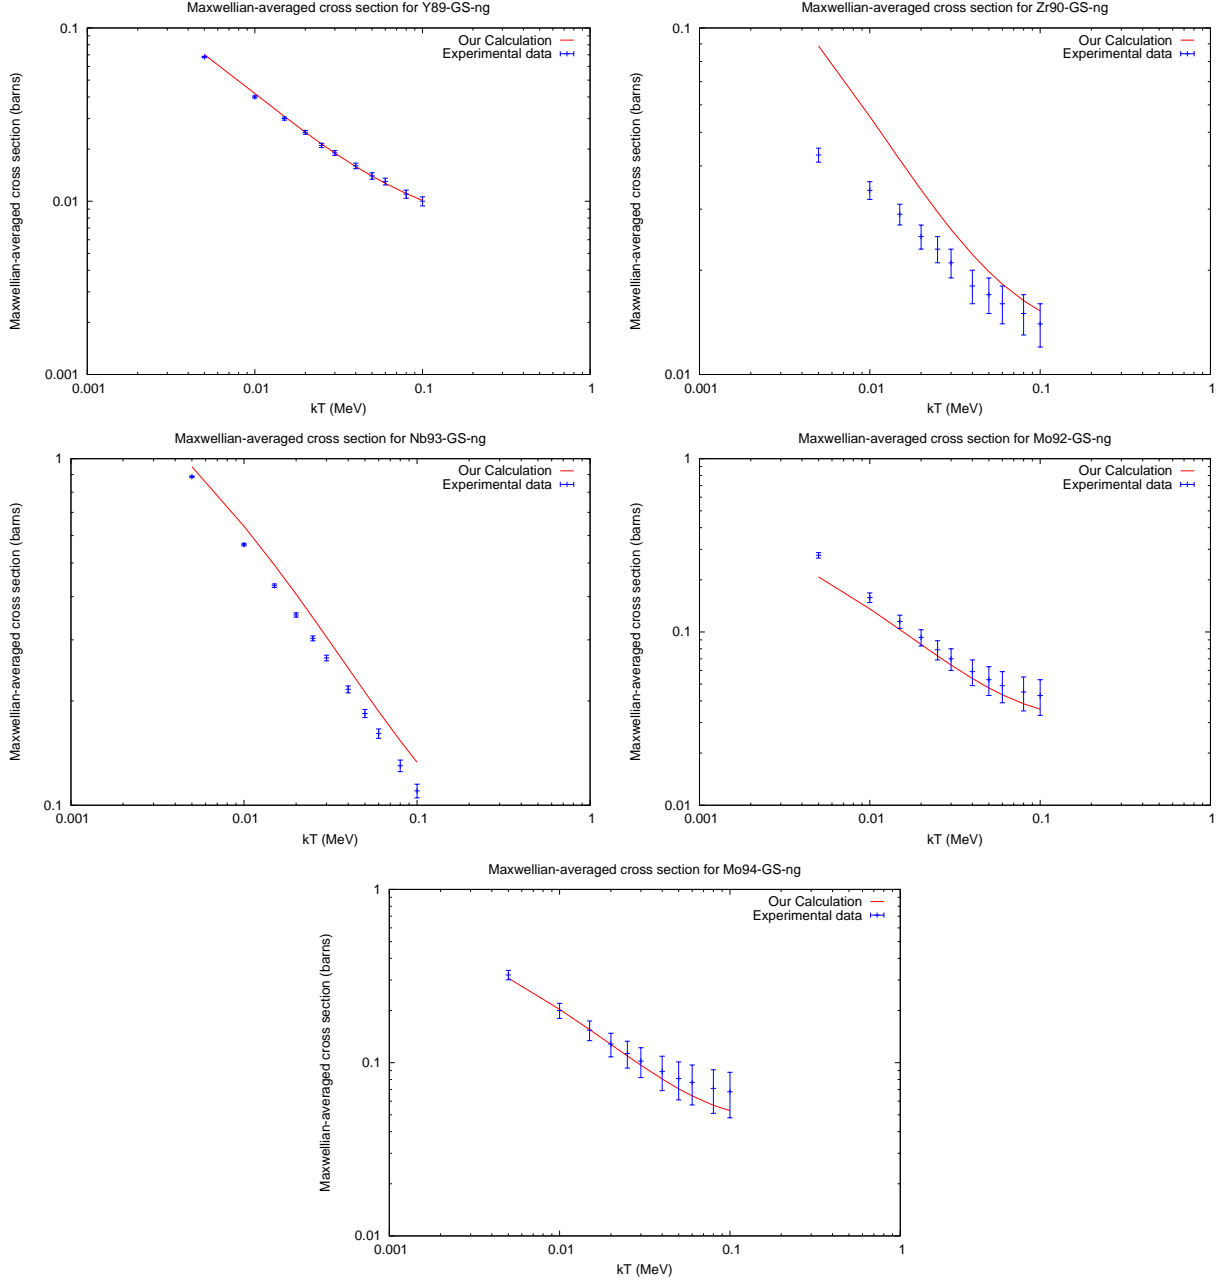 Maxwellian-averaged cross section for Y89-GS-ng
0.1
Our Calculation
Experimental data
Maxwellian-averaged cross section (barns)
0.01
0.001
0.001
0.01
0.1
1
kT (MeV)
Maxwellian-averaged cross section for Zr90-GS-ng
0.1
Our Calculation
Experimental data
Maxwellian-averaged cross section (barns)
0.01
0.001
0.01
0.1
1
kT (MeV)
Maxwellian-averaged cross section for Nb93-GS-ng
1
Our Calculation
Experimental data
Maxwellian-averaged cross section (barns)
0.1
0.001
0.01
0.1
1
kT (MeV)
Maxwellian-averaged cross section for Mo92-GS-ng
1
Our Calculation
Experimental data
Maxwellian-averaged cross section (barns)
0.1
0.01
0.001
0.01
0.1
1
kT (MeV)
Maxwellian-averaged cross section for Mo94-GS-ng
1
Our Calculation
Experimental data
Maxwellian-averaged cross section (barns)
0.1
0.01
0.001
0.01
0.1
1
kT (MeV)